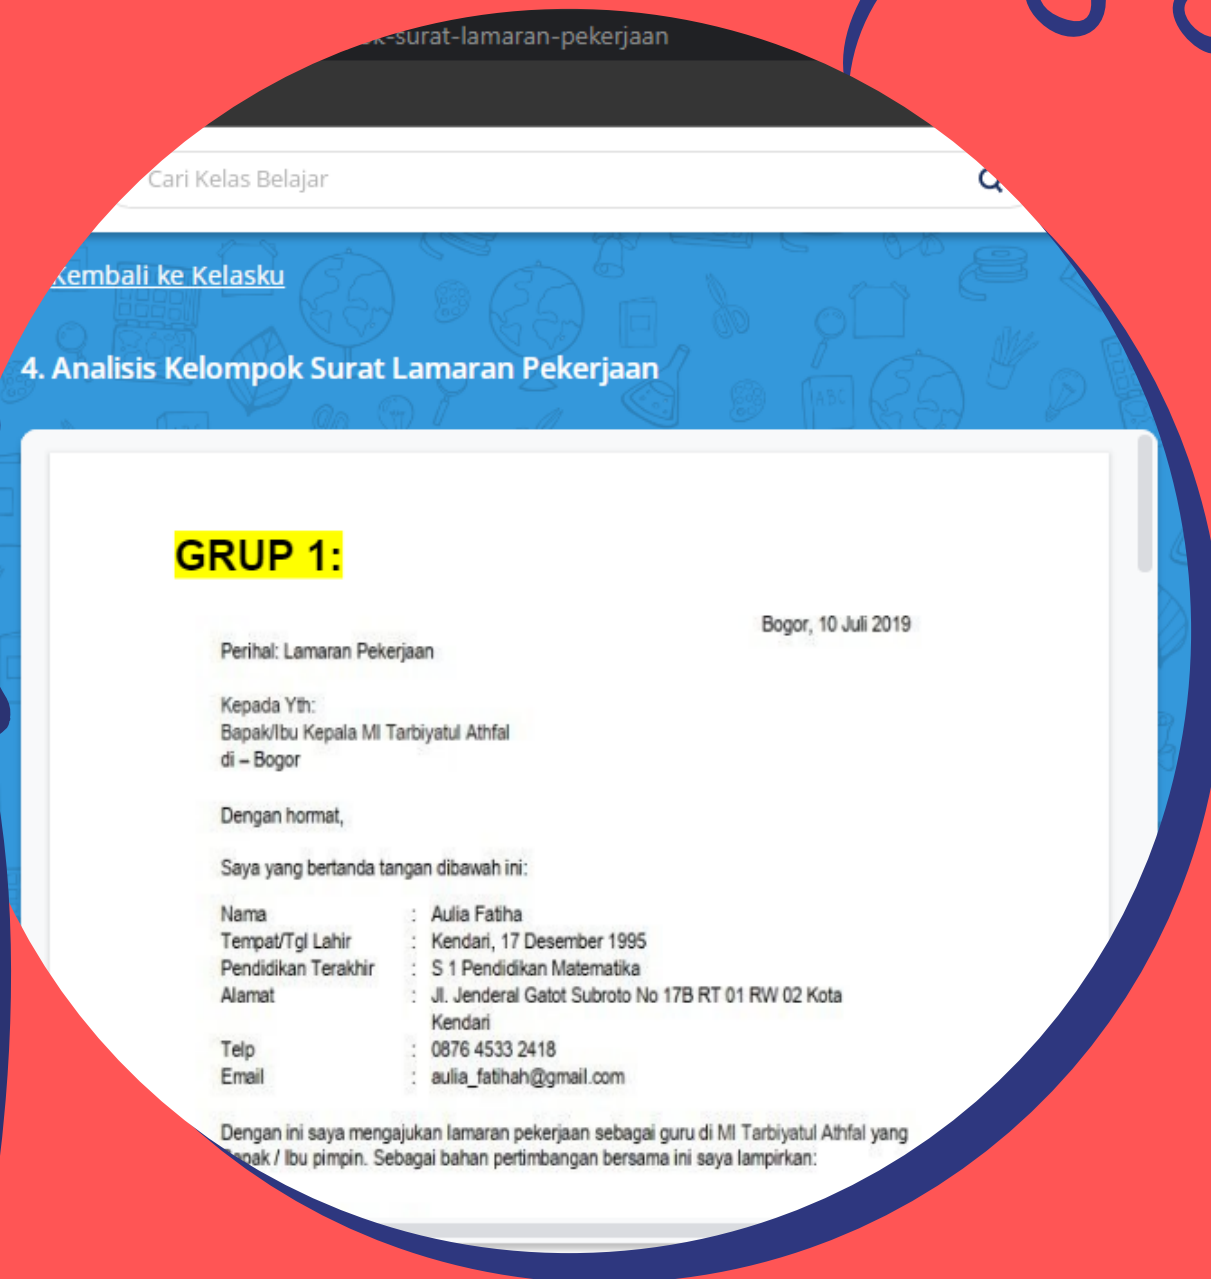 -surat-lamaran-pekerjaan
Cari Kelas Belajar
Kembali ke Kelasku
4. Analisis Kelompok Surat Lamaran Pekerjaan
GRUP 1:
Bogor, 10 Juli 2019
Perihal: Lamaran Pekerjaan
Kepada Yth:
Bapak/Ibu Kepala MI Tarbiyatul Athfal
di – Bogor
Dengan hormat,
Saya yang bertanda tangan dibawah ini:
Nama : Aulia Fatiha
Tempat/Tgl Lahir : Kendari, 17 Desember 1995
Pendidikan Terakhir : S 1 Pendidikan Matematika
Alamat : Jl. Jenderal Gatot Subroto No 17B RT 01 RW 02 Kota
Kendari
Telp : 0876 4533 2418
Email : aulia_fatihah@gmail.com
Dengan ini saya mengajukan lamaran pekerjaan sebagai guru di MI Tarbiyatul Athfal yang
Bapak / Ibu pimpin. Sebagai bahan pertimbangan bersama ini saya lampirkan: